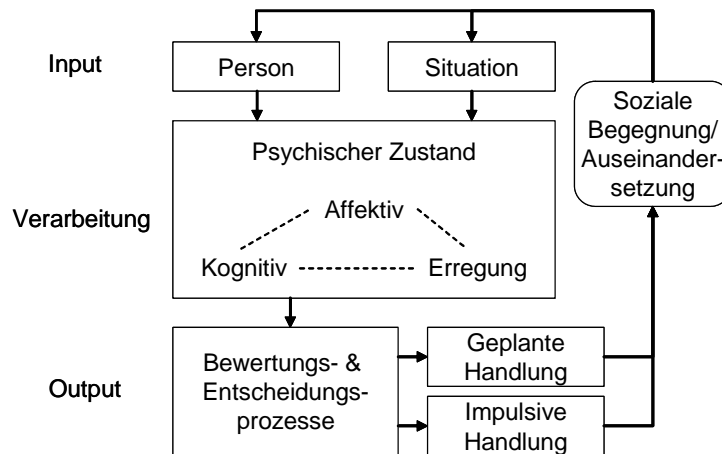 Input
Person
Situation
Soziale
Begegnung/
Auseinander-
setzung
Verarbeitung
Psychischer Zustand
Affektiv
Kognitiv
Erregung
Output
Bewertungs- &
Entscheidungs-
prozesse
Geplante
Handlung
Impulsive
Handlung